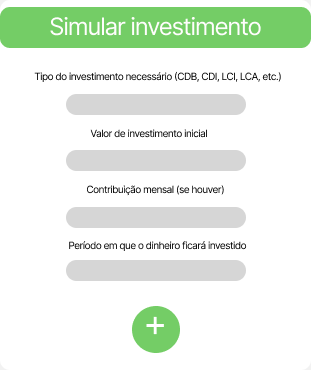 Simular investimento
Tipo do investimento necessário (CDB, CDI, LCI, LCA, etc.)
Valor de investimento inicial
Contribuição mensal (se houver)
Período em que o dinheiro ficará investido
+